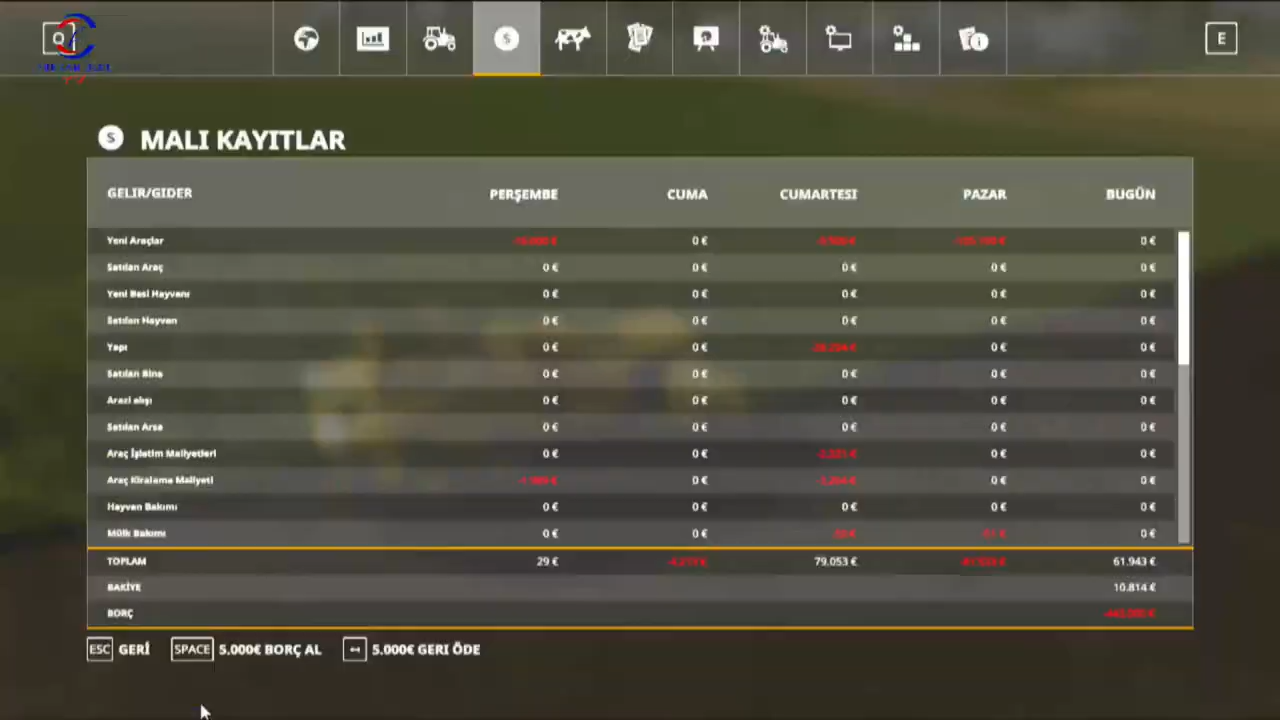 Q
E
MALI KAYITLAR
GELIR/GIDER PERŞEMBE CUMA CUMARTESI PAZAR BUGÜN
Yeni Araçlar 0 € 0 €
Satılan Araç 0 € 0 € 0 € 0 € 0 €
Yeni Besi Hayvanı 0 € 0 € 0 € 0 € 0 €
Satılan Hayvan 0 € 0 € 0 € 0 € 0 €
Yapı 0 € 0 € 0 € 0 €
Satılan Bina 0 € 0 € 0 € 0 € 0 €
Arazi alışı 0 € 0 € 0 € 0 € 0 €
Satılan Arsa 0 € 0 € 0 € 0 € 0 €
Araç İşletim Maliyetleri 0 € 0 € 0 € 0 €
Araç Kiralama Maliyeti 0 € 0 € 0 €
Hayvan Bakımı 0 € 0 € 0 € 0 € 0 €
Mülk Bakımı 0 € 0 € 0 €
TOPLAM 29 € 79.053 € 61.943 €
BAKİYE 10.814 €
BORÇ
ESC GERİ SPACE 5.000€ BORÇ AL 5.000€ GERI ÖDE